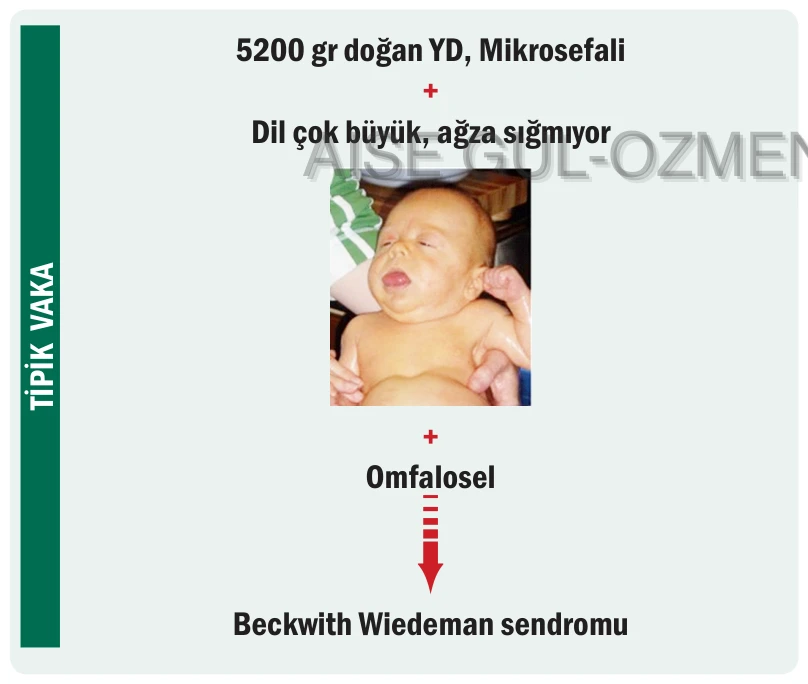 5200 gr doğan YD, Mikrosefali
+
Dil çok büyük, ağza sığmıyor
AISE GUL-OZMEN
+
Omfalosel
Beckwith Wiedeman sendromu
TİPİK VAKA